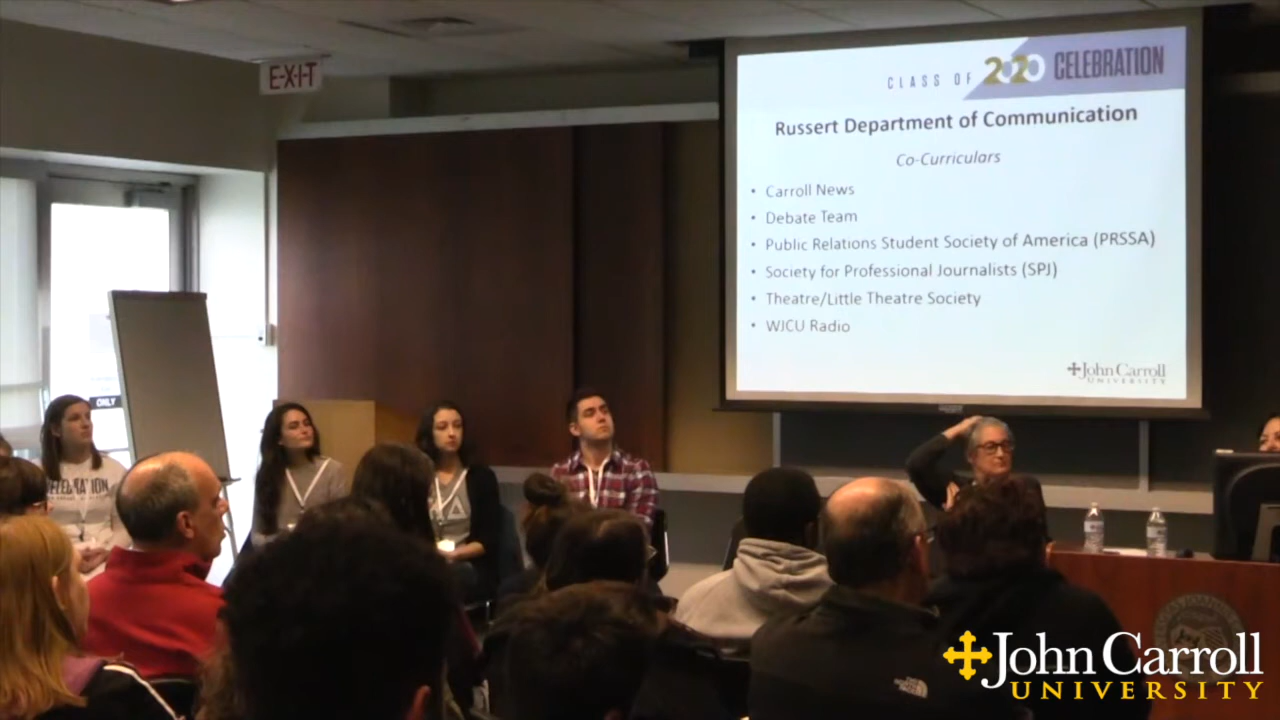 E-X-I-T
CLASS OF 2020 CELEBRATION
Russert Department of Communication
Co-Curriculars
• Carroll News
• Debate Team
• Public Relations Student Society of America (PRSSA)
• Society for Professional Journalists (SPJ)
• Theatre/Little Theatre Society
• WJCU Radio
John Carroll
UNIVERSITY
ONLY
CELEBRATION
John Carroll
UNIVERSITY